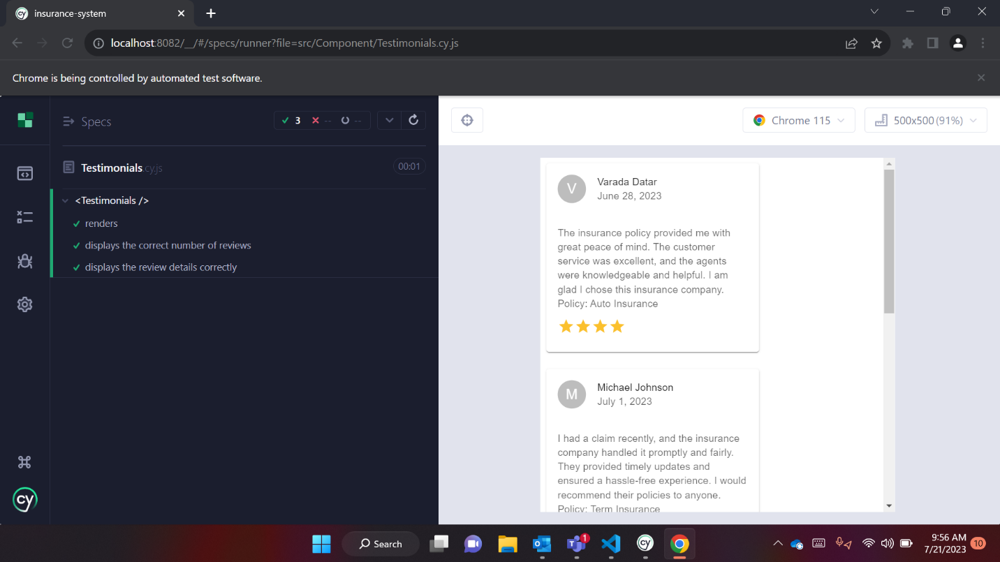 cy insurance-system
localhost:8082/__/#/specs/runner?file=src/Component/Testimonials.cy.js
Chrome is being controlled by automated test software.
Specs
3 -- --
Testimonials.cy.js
00:01
<Testimonials />
renders
displays the correct number of reviews
displays the review details correctly
cy
Chrome 115
500x500 (91%)
V
Varada Datar
June 28, 2023
The insurance policy provided me with
great peace of mind. The customer
service was excellent, and the agents
were knowledgeable and helpful. I am
glad I chose this insurance company.
Policy: Auto Insurance
M
Michael Johnson
July 1, 2023
I had a claim recently, and the insurance
company handled it promptly and fairly.
They provided timely updates and
ensured a hassle-free experience. I would
recommend their policies to anyone.
Policy: Term Insurance
Search
1
cy
9:56 AM
7/21/2023
10